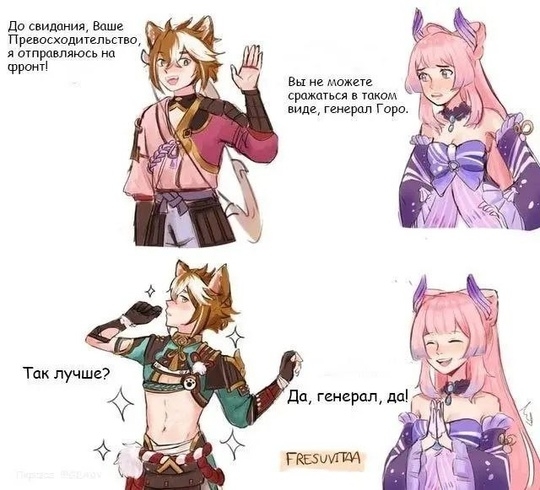 До свидания, Ваше
Превосходительство,
я отправляюсь на
фронт!
Вы не можете
сражаться в таком
виде, генерал Горо.
Так лучше?
Да, генерал, да!
FRESUVITAA